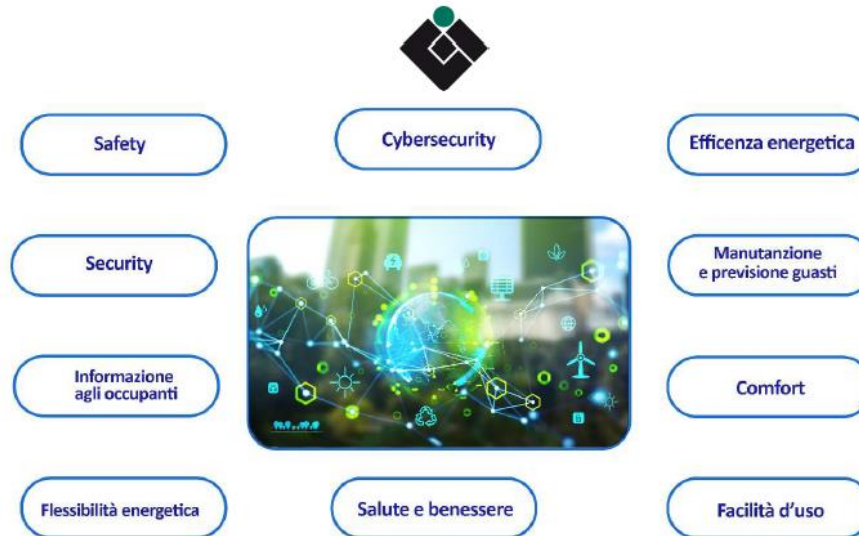 Safety
Cybersecurity
Efficenza energetica
Security
Manutanzione
e previsione guasti
Informazione
agli occupanti
Comfort
Flessibilità energetica
Salute e benessere
Facilità d'uso